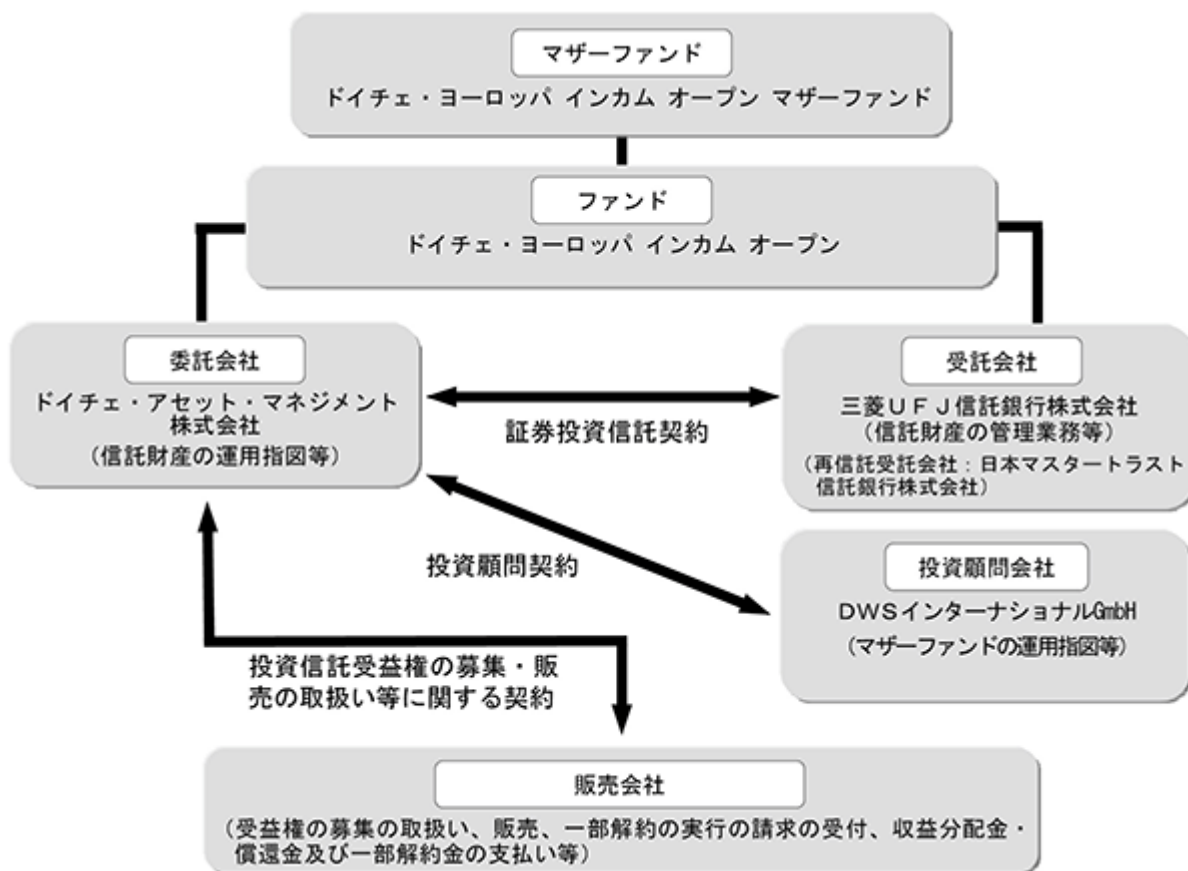 マザーファンド
ドイチェ・ヨーロッパ インカム オープン マザーファンド
ファンド
ドイチェ・ヨーロッパ インカム オープン
委託会社
ドイチェ・アセット・マネジメント
株式会社
（信託財産の運用指図等）
証券投資信託契約
受託会社
三菱ＵＦＪ信託銀行株式会社
（信託財産の管理業務等）
（再信託受託会社：日本マスタートラスト
信託銀行株式会社）
投資顧問契約
投資顧問会社
ＤＷＳインターナショナルGmbH
（マザーファンドの運用指図等）
投資信託受益権の募集・販
売の取扱い等に関する契約
販売会社
（受益権の募集の取扱い、販売、一部解約の実行の請求の受付、収益分配金・
償還金及び一部解約金の支払い等）